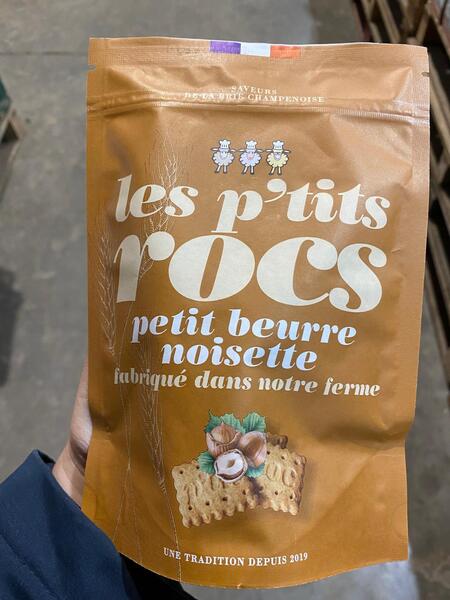 SAVEURS
DE LA BRIE CHAMPENOISE
les p'tits
rocs
petit beurre
noisette
fabriqué dans notre ferme
UNE TRADITION DEPUIS 2019